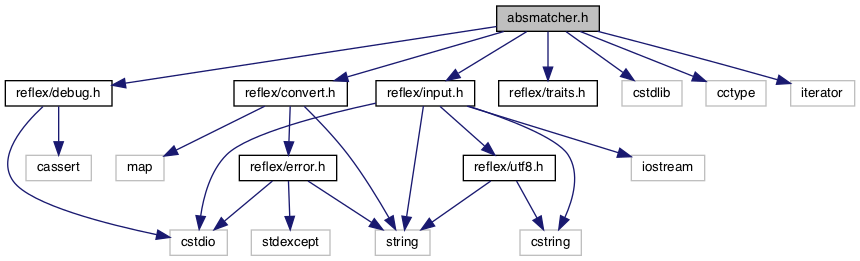 absmatcher.h
reflex/debug.h
reflex/convert.h
reflex/input.h
reflex/traits.h
cstdlib
cctype
iterator
cassert
map
reflex/error.h
reflex/utf8.h
iostream
cstdio
stdexcept
string
cstring